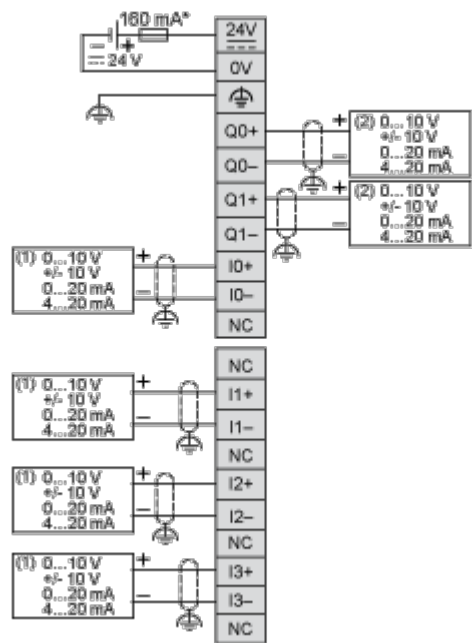 160 mA*
+
24 V
24V
0V
Q0+
Q0–
Q1+
Q1–
I0+
I0–
NC
+
–
(2) 0...10 V
+/- 10 V
0...20 mA
4...20 mA
+
–
(2) 0...10 V
+/- 10 V
0...20 mA
4...20 mA
(1) 0...10 V
+/- 10 V
0...20 mA
4...20 mA
+
–
NC
I1+
I1–
NC
I2+
I2–
NC
I3+
I3–
NC
(1) 0...10 V
+/- 10 V
0...20 mA
4...20 mA
+
–
(1) 0...10 V
+/- 10 V
0...20 mA
4...20 mA
+
–
(1) 0...10 V
+/- 10 V
0...20 mA
4...20 mA
+
–